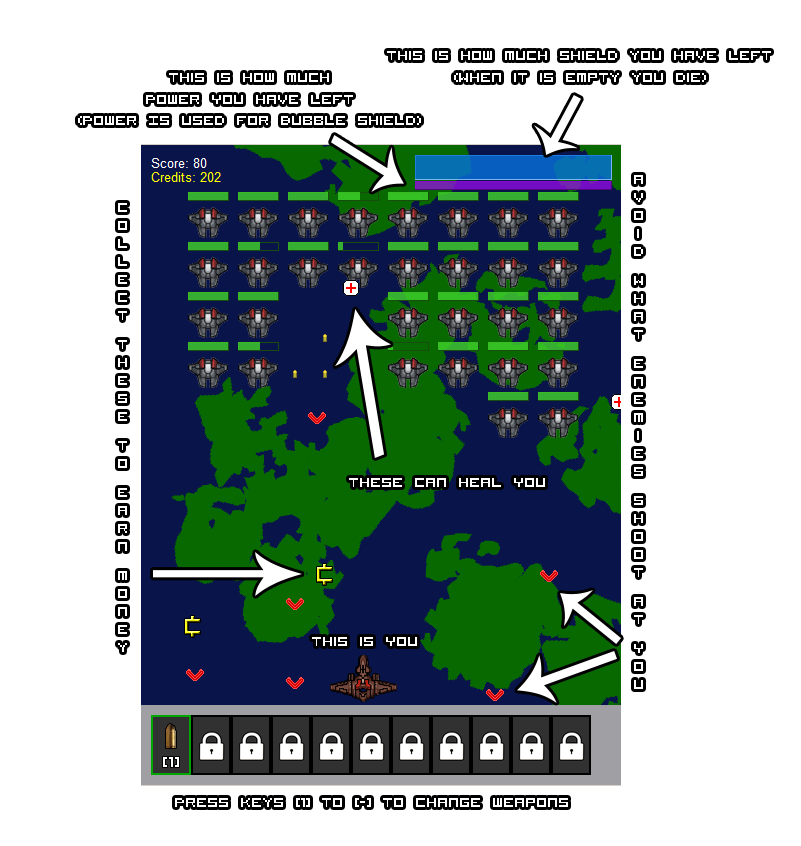 THIS IS HOW MUCH SHIELD YOU HAVE LEFT
(WHEN IT IS EMPTY YOU DIE)
THIS IS HOW MUCH
POWER YOU HAVE LEFT
(POWER IS USED FOR BUBBLE SHIELD)
Score: 80
Credits: 202
COLLECT THESE TO EARN MONEY
AVOID WHAT ENEMIES SHOOT AT YOU
THESE CAN HEAL YOU
THIS IS YOU
[1]
PRESS KEYS [1] TO [-] TO CHANGE WEAPONS